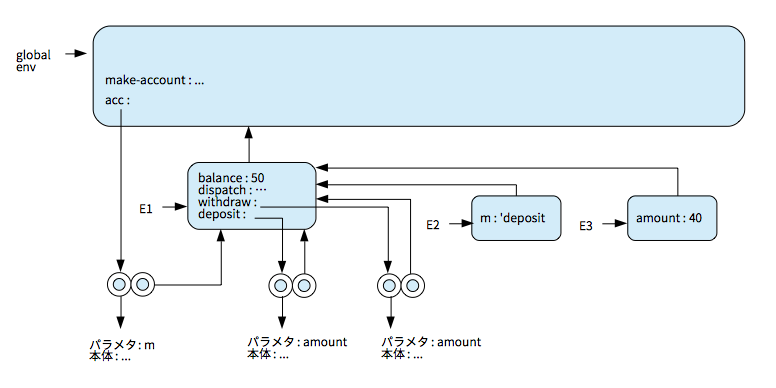 global
env
make-account : ...
acc :
balance : 50
dispatch : …
withdraw :
deposit :
E1
E2
m : 'deposit
E3
amount : 40
パラメタ : m
本体 : ...
パラメタ : amount
本体 : ...
パラメタ : amount
本体 : ...